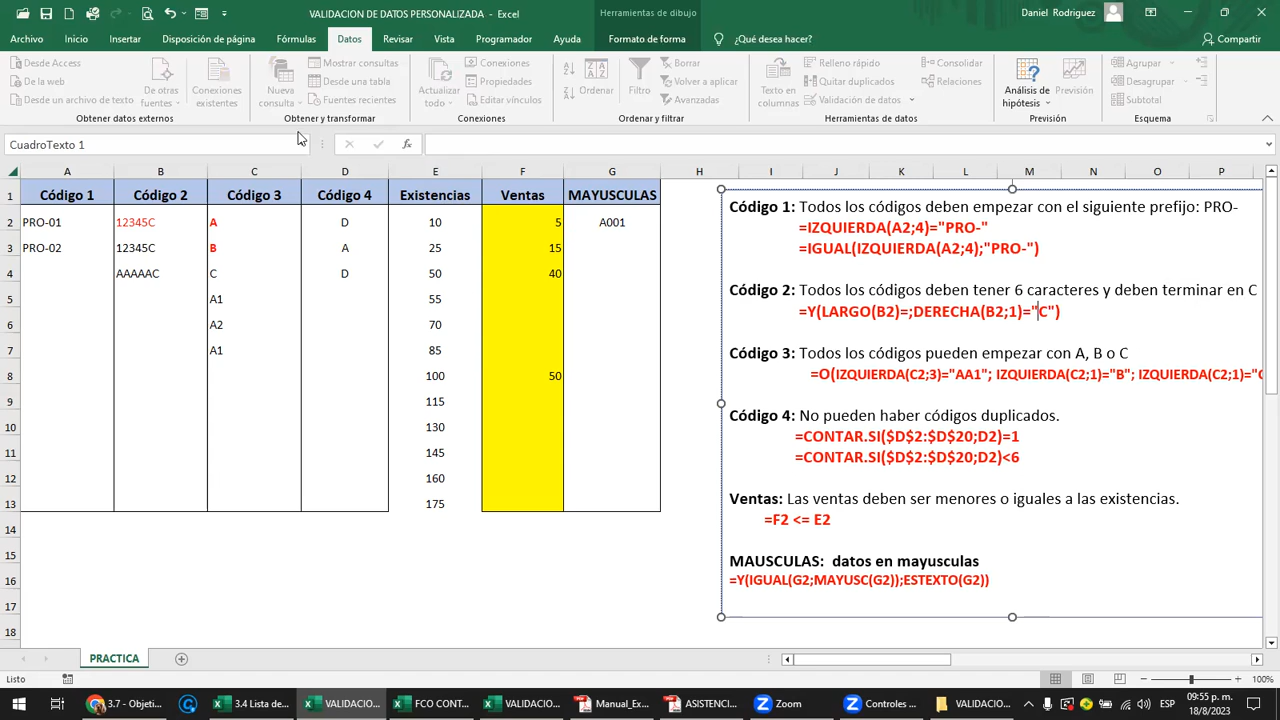 VALIDACION DE DATOS PERSONALIZADA - Excel
Herramientas de dibujo
Daniel Rodriguez
Archivo Inicio Insertar Disposición de página Fórmulas Datos Revisar Vista Programador Ayuda Formato de forma ¿Qué desea hacer? Compartir
Desde Access
De la web
Desde un archivo de texto
De otras fuentes
Conexiones existentes
Obtener datos externos
Nueva consulta
Mostrar consultas
Desde una tabla
Fuentes recientes
Obtener y transformar
Actualizar todo
Conexiones
Propiedades
Editar vínculos
Conexiones
Ordenar
Filtro
Borrar
Volver a aplicar
Avanzadas
Ordenar y filtrar
Texto en columnas
Relleno rápido
Quitar duplicados
Validación de datos
Consolidar
Relaciones
Herramientas de datos
Análisis de hipótesis
Previsión
Previsión
Agrupar
Desagrupar
Subtotal
Esquema
CuadroTexto 1
A B C D E F G H I J K L M N O P
1 Código 1 Código 2 Código 3 Código 4 Existencias Ventas MAYUSCULAS
2 PRO-01 12345C A D 10 5 A001
3 PRO-02 12345C B A 25 15
4 AAAAAC C D 50 40
5 A1 55
6 A2 70
7 A1 85
8 100 50
9 115
10 130
11 145
12 160
13 175
14
15
16
17
18
Código 1: Todos los códigos deben empezar con el siguiente prefijo: PRO-
=IZQUIERDA(A2;4)="PRO-"
=IGUAL(IZQUIERDA(A2;4);"PRO-")
Código 2: Todos los códigos deben tener 6 caracteres y deben terminar en C
=Y(LARGO(B2)=;DERECHA(B2;1)="C")
Código 3: Todos los códigos pueden empezar con A, B o C
=O(IZQUIERDA(C2;3)="AA1"; IZQUIERDA(C2;1)="B"; IZQUIERDA(C2;1)="C
Código 4: No pueden haber códigos duplicados.
=CONTAR.SI($D$2:$D$20;D2)=1
=CONTAR.SI($D$2:$D$20;D2)<6
Ventas: Las ventas deben ser menores o iguales a las existencias.
=F2 <= E2
MAUSCULAS: datos en mayusculas
=Y(IGUAL(G2;MAYUSC(G2));ESTEXTO(G2))
PRACTICA
Listo
100%
3.7 - Objeti...
3.4 Lista de...
VALIDACI...
FCO CONT...
VALIDACI...
Manual_Ex...
ASISTENCI...
Zoom
Controles ...
VALIDACI...
ESP
09:55 p. m.
18/8/2023